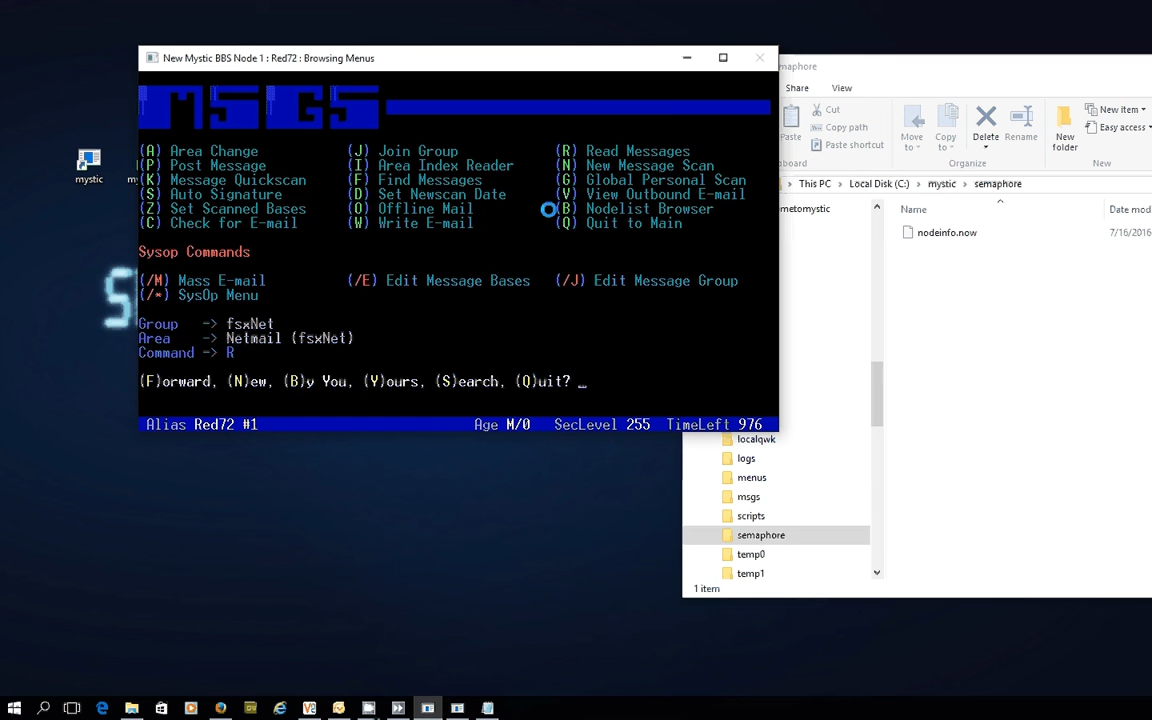 New Mystic BBS Node 1 : Red72 : Browsing Menus
MSGS
(A) Area Change (J) Join Group (R) Read Messages
(P) Post Message (I) Area Index Reader (N) New Message Scan
(K) Message Quickscan (F) Find Messages (G) Global Personal Scan
(S) Auto Signature (D) Set Newscan Date (V) View Outbound E-mail
(Z) Set Scanned Bases (O) Offline Mail (B) Nodelist Browser
(C) Check for E-mail (W) Write E-mail (Q) Quit to Main
Sysop Commands
(/M) Mass E-mail (/E) Edit Message Bases (/J) Edit Message Group
(/*) SysOp Menu
Group -> fsxNet
Area -> Netmail (fsxNet)
Command -> R
(F)orward, (N)ew, (B)y You, (Y)ours, (S)earch, (Q)uit? _
Alias Red72 #1 Age M/0 SecLevel 255 TimeLeft 976
mystic
semaphore
Share View
Cut
Copy path
Paste shortcut
Move to
Copy to
Delete
Rename
New folder
New item
Easy access
Organize
New
This PC > Local Disk (C:) > mystic > semaphore
ometomystic
Name
Date mod
nodeinfo.now
7/16/2016
localqwk
logs
menus
msgs
scripts
semaphore
temp0
temp1
1 item